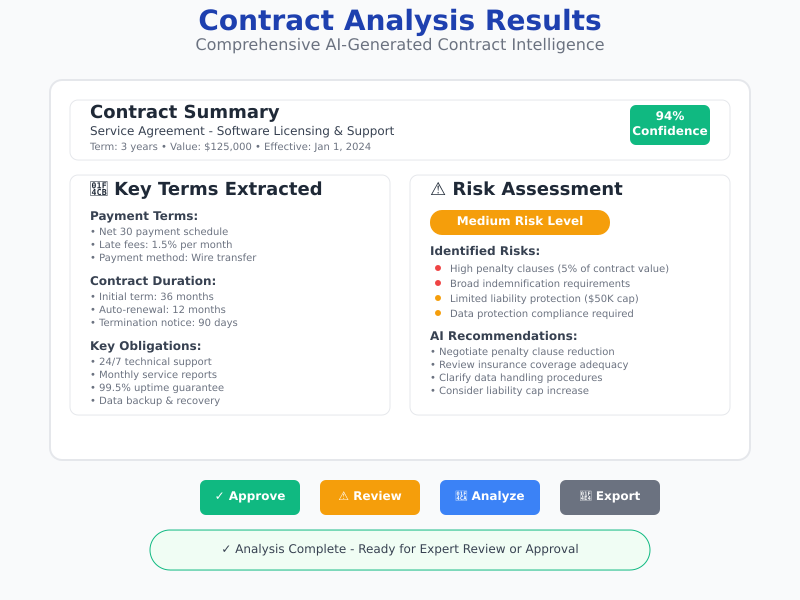 Contract Analysis Results
Comprehensive AI-Generated Contract Intelligence
Contract Summary
Service Agreement - Software Licensing & Support
Term: 3 years • Value: $125,000 • Effective: Jan 1, 2024
94%
Confidence
Key Terms Extracted
Payment Terms:
• Net 30 payment schedule
• Late fees: 1.5% per month
• Payment method: Wire transfer
Contract Duration:
• Initial term: 36 months
• Auto-renewal: 12 months
• Termination notice: 90 days
Key Obligations:
• 24/7 technical support
• Monthly service reports
• 99.5% uptime guarantee
• Data backup & recovery
⚠ Risk Assessment
Medium Risk Level
Identified Risks:
High penalty clauses (5% of contract value)
Broad indemnification requirements
Limited liability protection ($50K cap)
Data protection compliance required
AI Recommendations:
• Negotiate penalty clause reduction
• Review insurance coverage adequacy
• Clarify data handling procedures
• Consider liability cap increase
✓ Approve
⚠ Review
Analyze
Export
✓ Analysis Complete - Ready for Expert Review or Approval